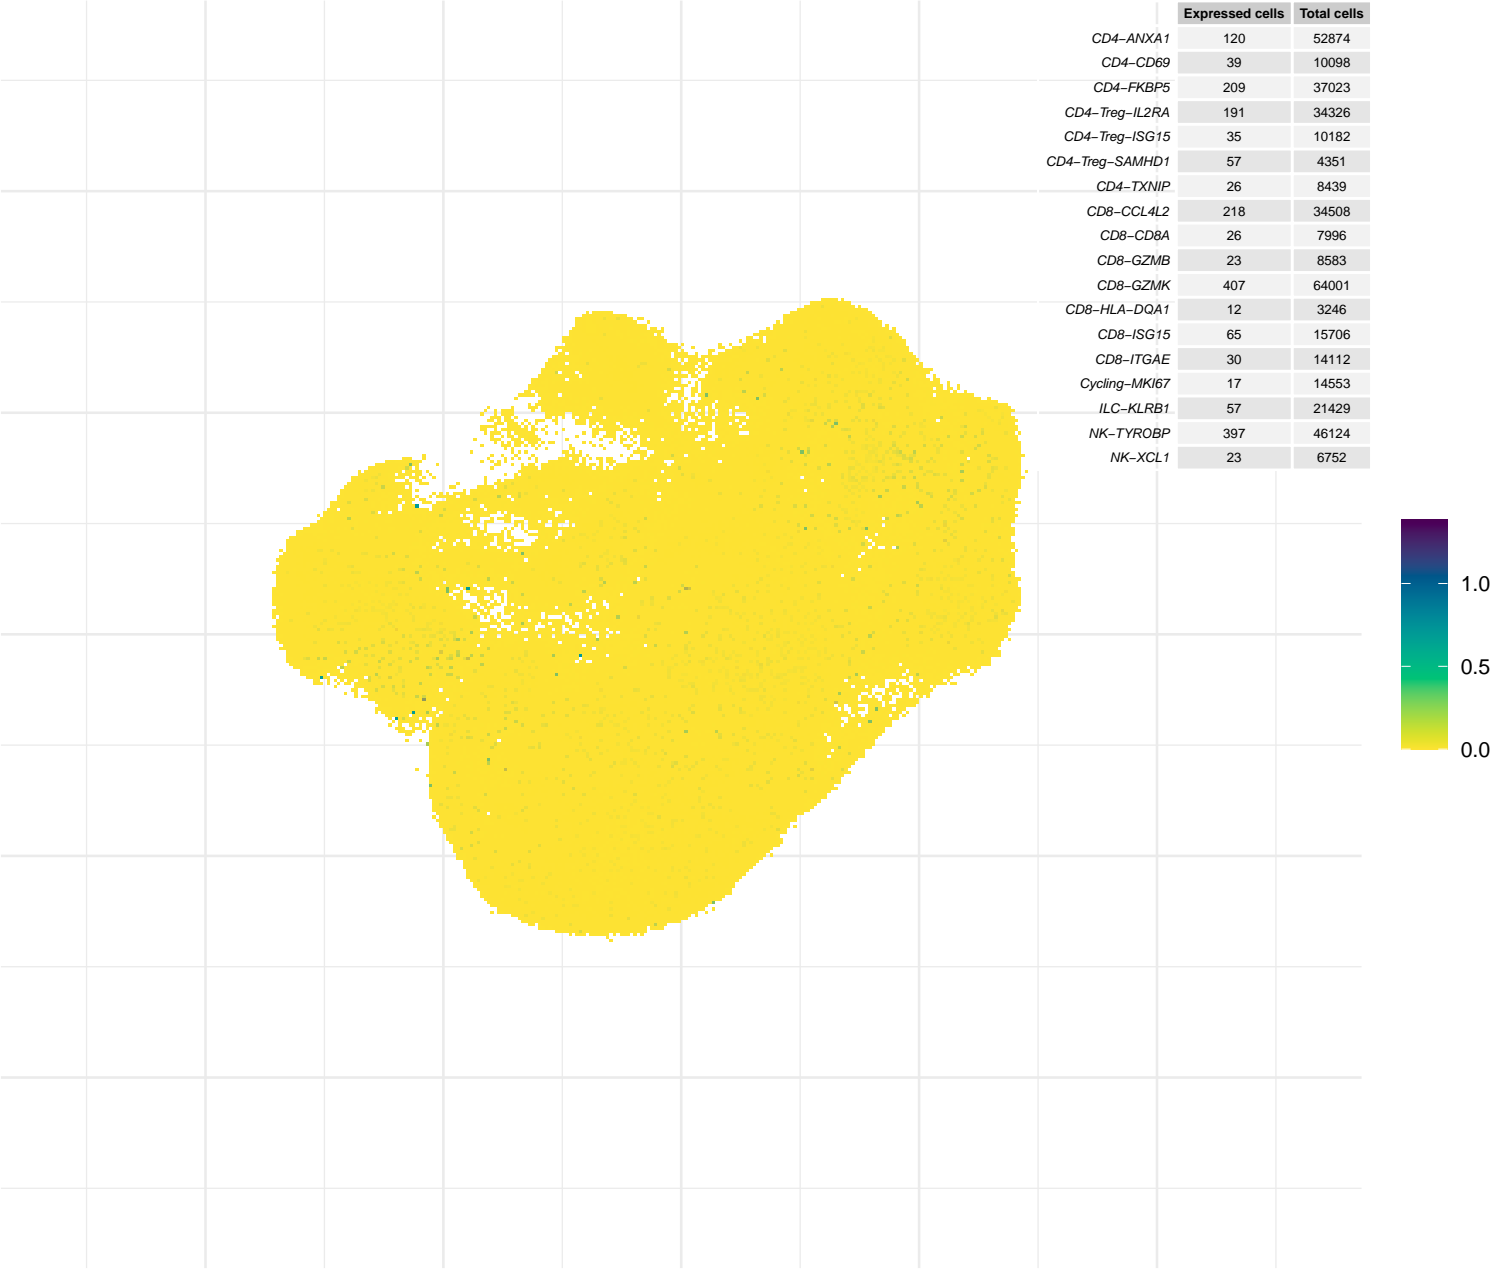 Expressed cells Total cells
CD4−ANXA1 120 52874
CD4−CD69 39 10098
CD4−FKBP5 209 37023
CD4−Treg−IL2RA 191 34326
CD4−Treg−ISG15 35 10182
CD4−Treg−SAMHD1 57 4351
CD4−TXNIP 26 8439
CD8−CCL4L2 218 34508
CD8−CD8A 26 7996
CD8−GZMB 23 8583
CD8−GZMK 407 64001
CD8−HLA−DQA1 12 3246
CD8−ISG15 65 15706
CD8−ITGAE 30 14112
Cycling−MKI67 17 14553
ILC−KLRB1 57 21429
NK−TYROBP 397 46124
NK−XCL1 23 6752
1.0
0.5
0.0